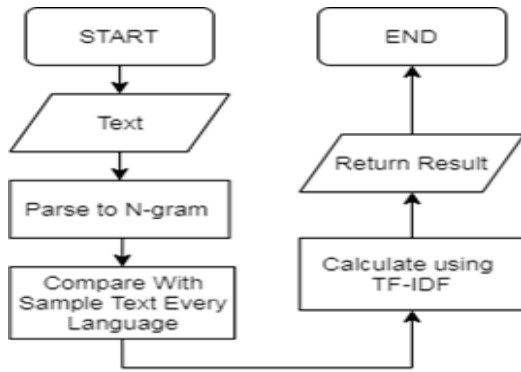 START
Text
Parse to N-gram
Compare With
Sample Text Every
Language
Calculate using
TF-IDF
Return Result
END